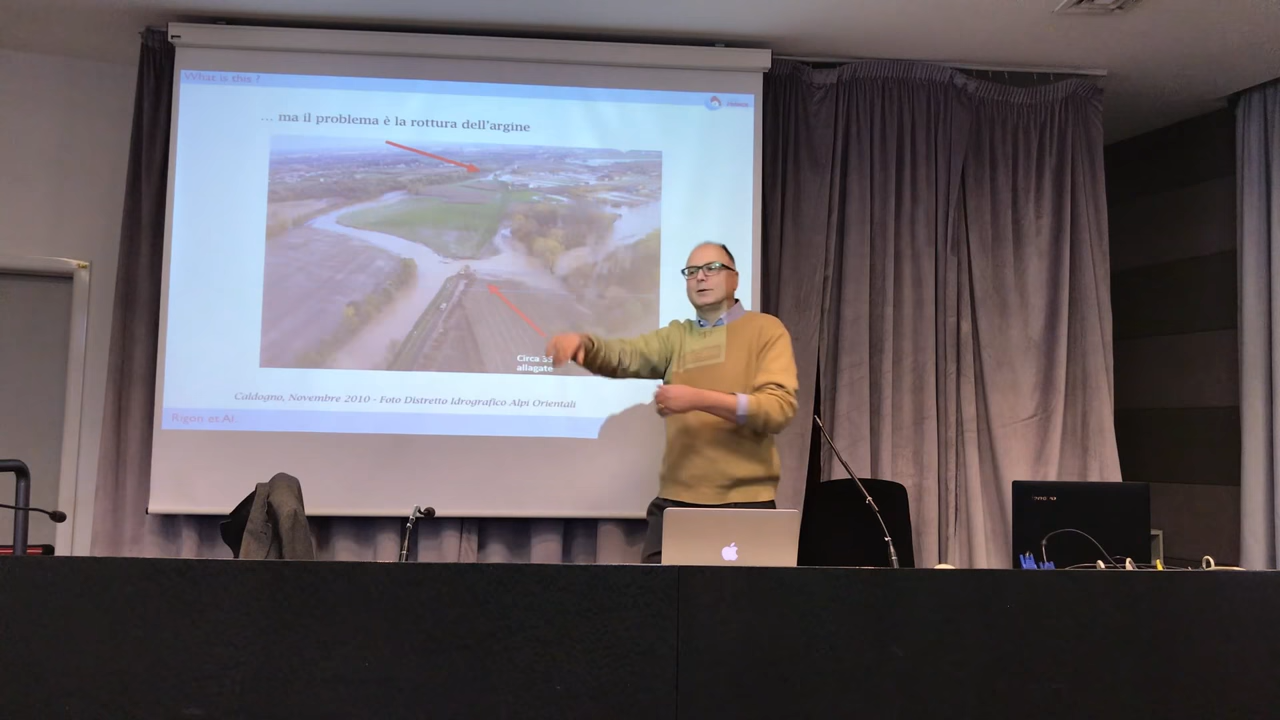 What is this ?
... ma il problema è la rottura dell'argine
Circa
allagate
Caldogno, Novembre 2010 - Foto Distretto Idrografico Alpi Orientali
Rigon et Al.